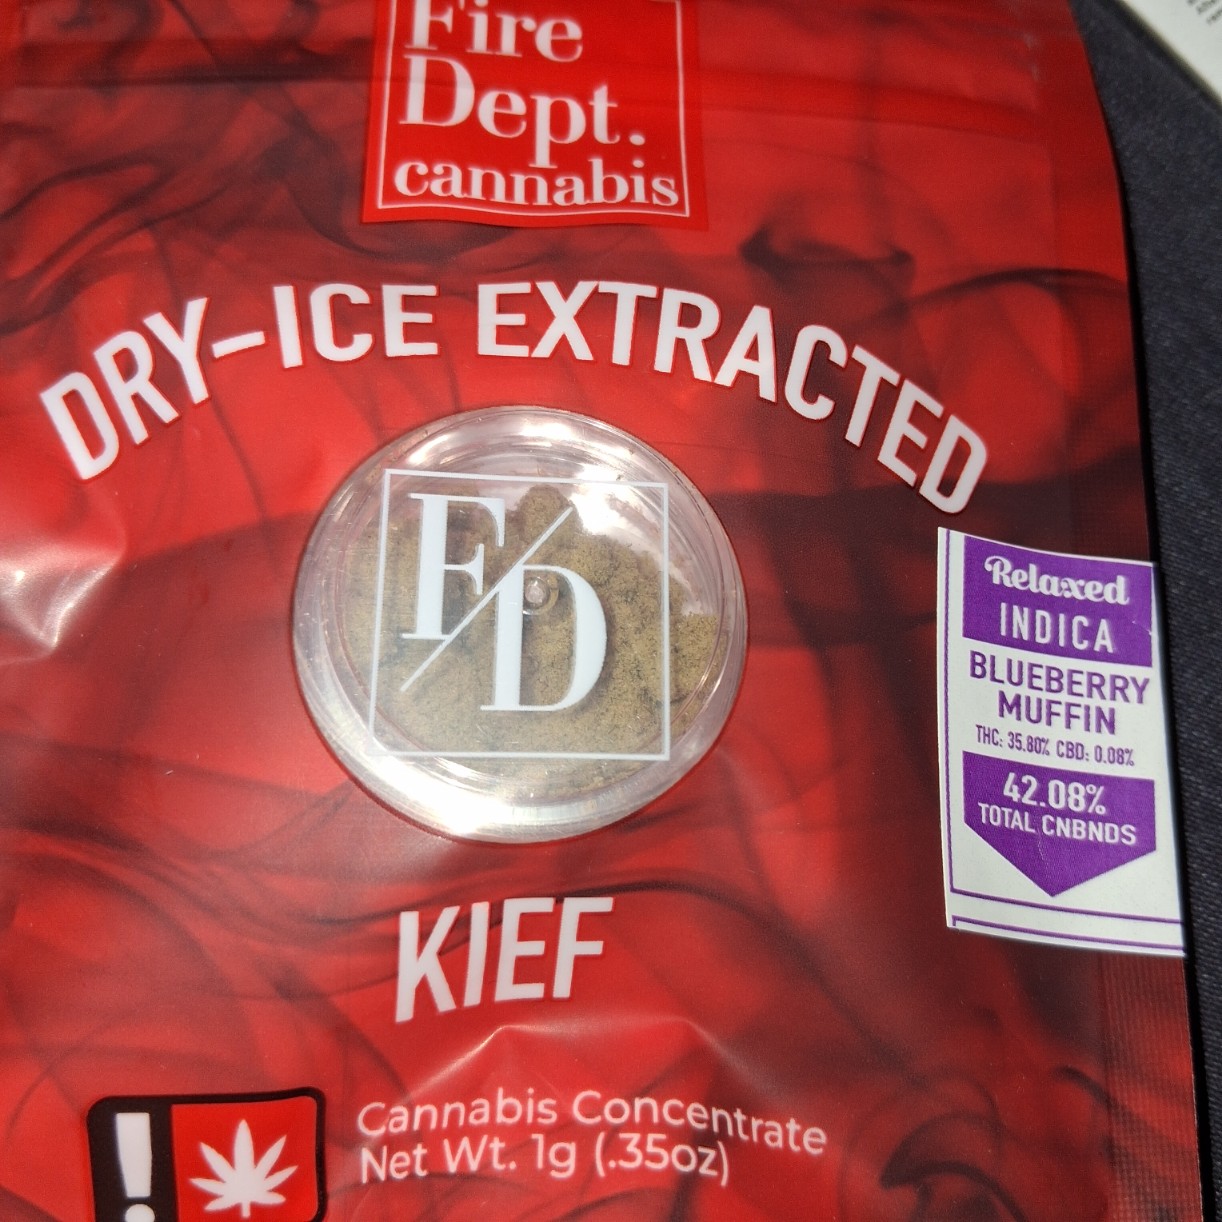 Fire
Dept.
cannabis
DRY-ICE EXTRACTED
F/D
Relaxed
INDICA
BLUEBERRY
MUFFIN
THC: 35.80% CBD: 0.08%
42.08%
TOTAL CNBNDS
KIEF
!
Cannabis Concentrate
Net Wt. 1g (.35oz)